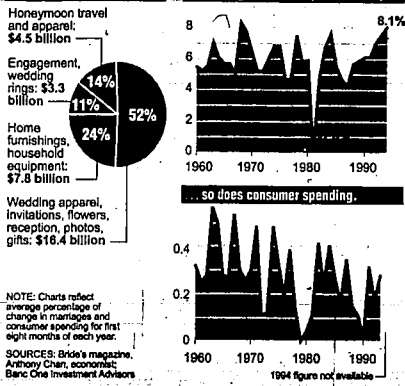 Honeymoon travel
and apparel:
$4.5 billion
Engagement,
wedding
rings: $3.3
billion
Home
furnishings,
household
equipment:
$7.8 billion
Wedding apparel,
invitations, flowers,
reception, photos,
gifts: $16.4 billion
14%
11%
24%
52%
NOTE: Charts reflect
average percentage of
change in marriages and
consumer spending for first
eight months of each year.
SOURCES: Bride's magazine,
Anthony Chan, economist;
Banc One Investment Advisors
8.1%
8
6
4
2
0
1960 1970 1980 1990
... so does consumer spending.
0.4
0.2
0
1960 1970 1980 1990
1994 figure not available